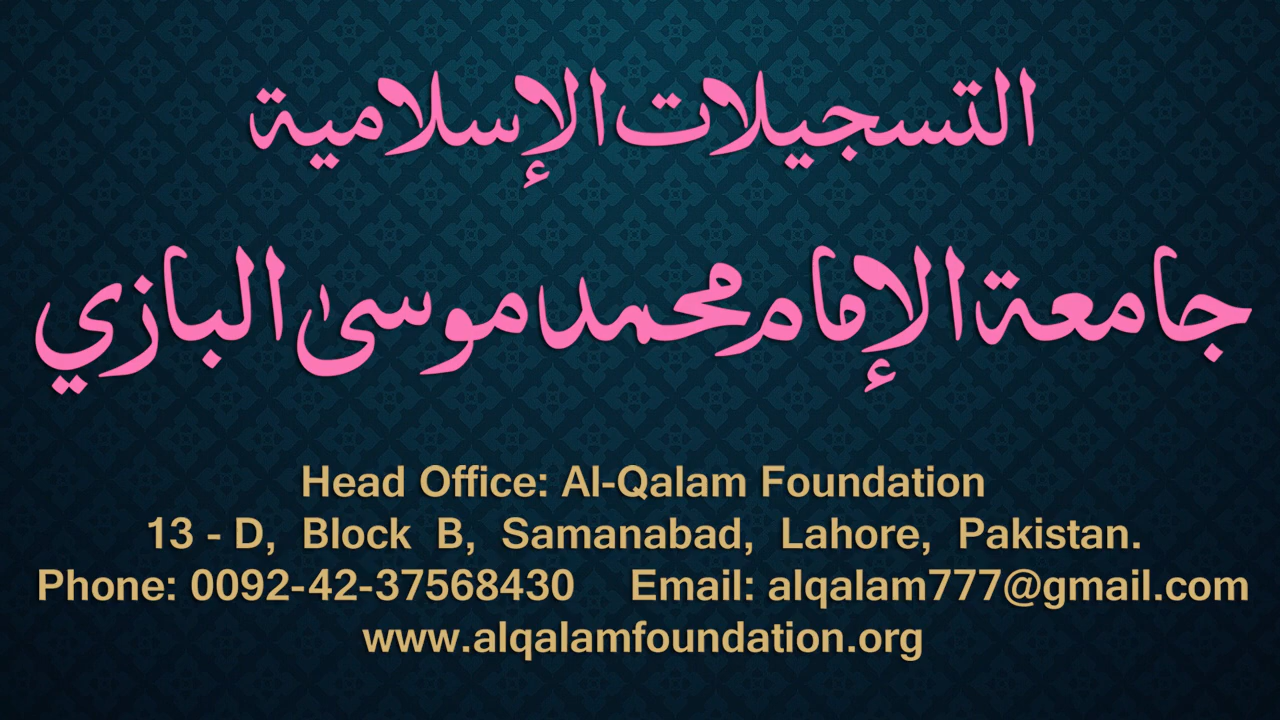 التسجيلات الإسلامية
جامعة الإمام محمد موسىٰ البازي
Head Office: Al-Qalam Foundation
13 - D, Block B, Samanabad, Lahore, Pakistan.
Phone: 0092-42-37568430 Email: alqalam777@gmail.com
www.alqalamfoundation.org